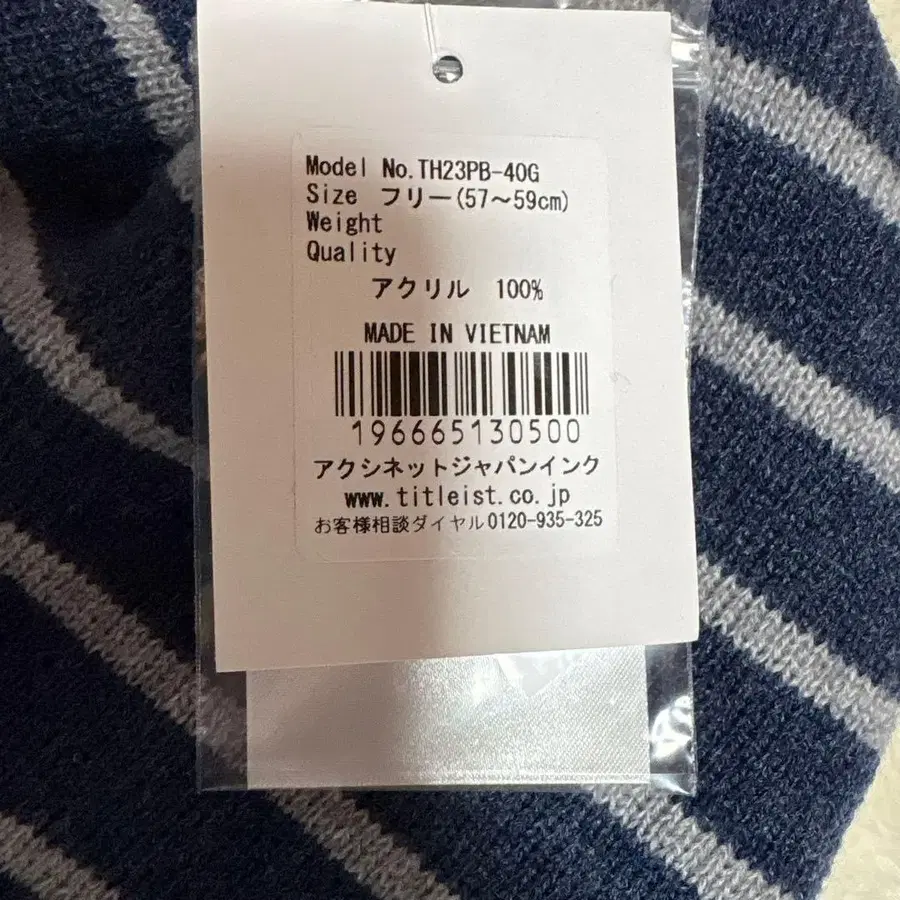 Model No.TH23PB-40G
Size フリー(57～59cm)
Weight
Quality
アクリル 100%
MADE IN VIETNAM
196665130500
アクシネットジャパンインク
www.titleist.co.jp
お客様相談ダイヤル0120-935-325